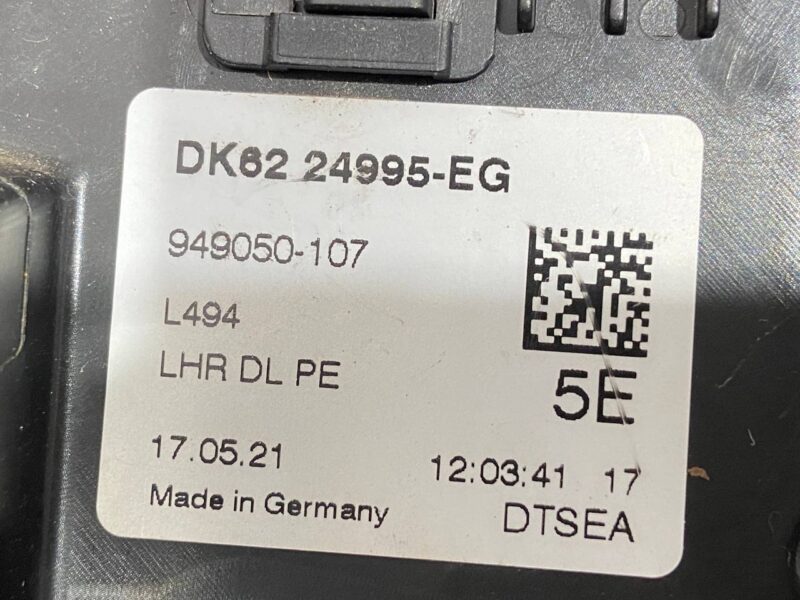 DK62 24995-EG
949050-107
L494
LHR DL PE
5E
17.05.21 12:03:41 17
Made in Germany DTSEA